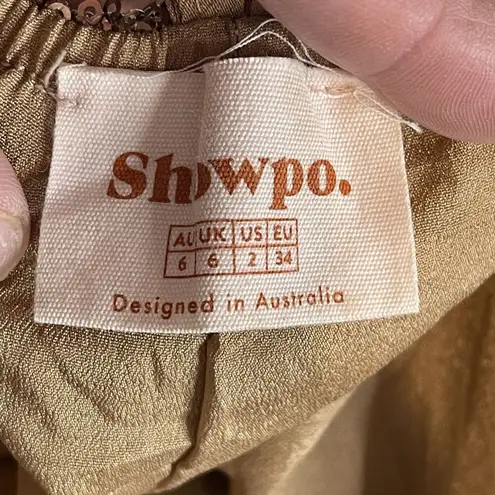 Showpo.
AU UK US EU
6 6 2 34
Designed in Australia